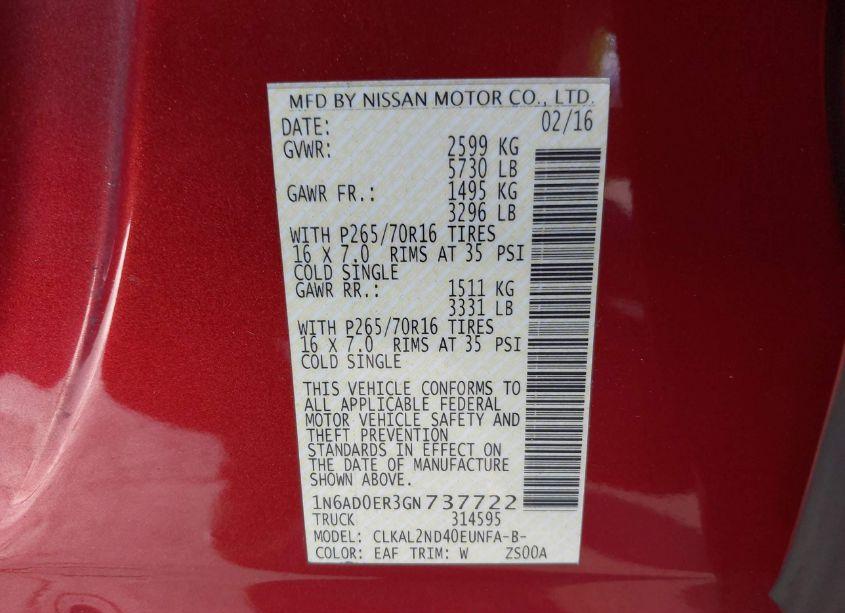 MFD BY NISSAN MOTOR CO., LTD.
DATE: 02/16
GVWR: 2599 KG
5730 LB
GAWR FR.: 1495 KG
3296 LB
WITH P265/70R16 TIRES
16 X 7.0 RIMS AT 35 PSI
COLD SINGLE
GAWR RR.: 1511 KG
3331 LB
WITH P265/70R16 TIRES
16 X 7.0 RIMS AT 35 PSI
COLD SINGLE
THIS VEHICLE CONFORMS TO
ALL APPLICABLE FEDERAL
MOTOR VEHICLE SAFETY AND
THEFT PREVENTION
STANDARDS IN EFFECT ON
THE DATE OF MANUFACTURE
SHOWN ABOVE.
1N6AD0ER3GN737722
TRUCK 314595
MODEL: CLKAL2ND40EUNFA-B-
COLOR: EAF TRIM: W ZS00A